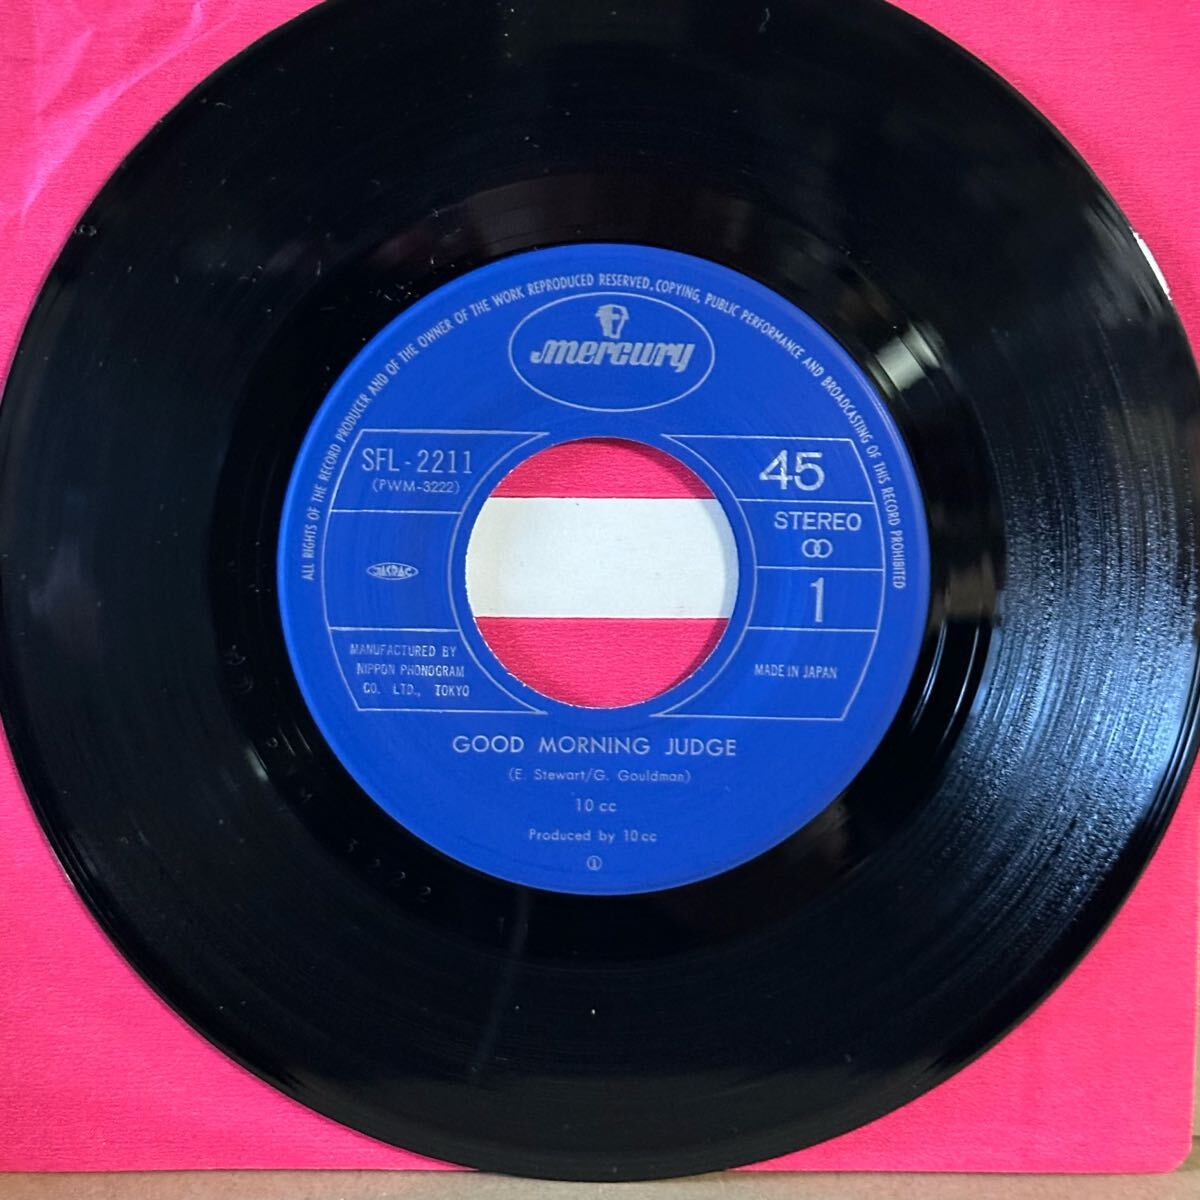 ALL RIGHTS OF THE RECORD PRODUCER AND OF THE OWNER OF THE WORK REPRODUCED RESERVED. COPYING, PUBLIC PERFORMANCE AND BROADCASTING OF THIS RECORD PROHIBITED
mercury
SFL-2211
(PWM-3222)
JASRAC
MANUFACTURED BY
NIPPON PHONOGRAM
CO. LTD., TOKYO
45
STEREO
1
MADE IN JAPAN
GOOD MORNING JUDGE
(E. Stewart/G. Gouldman)
10 cc
Produced by 10 cc
①